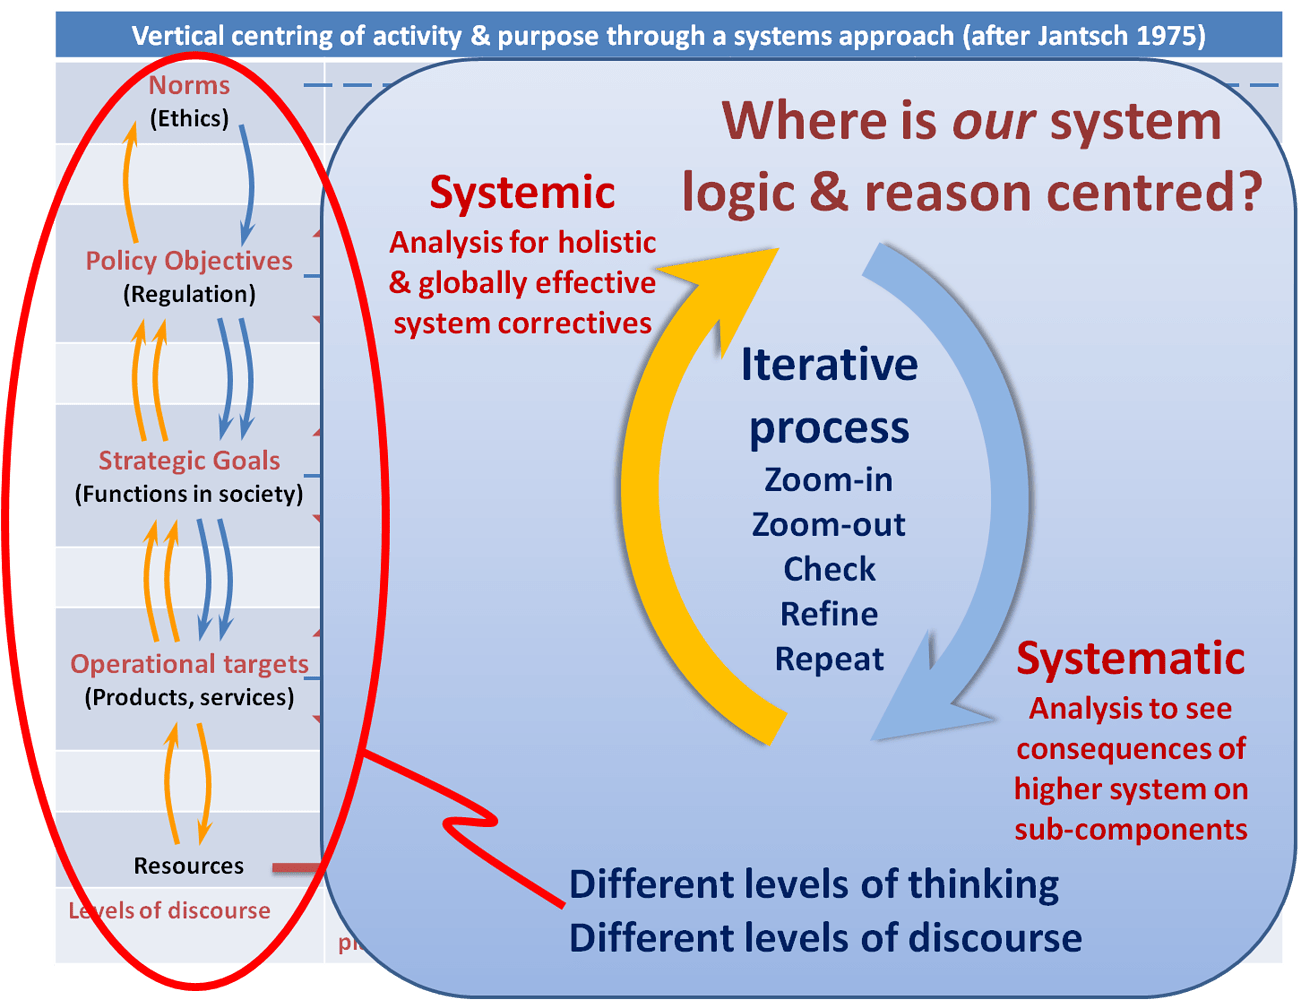 Vertical centring of activity & purpose through a systems approach (after Jantsch 1975)
Norms
(Ethics)
Policy Objectives
(Regulation)
Strategic Goals
(Functions in society)
Operational targets
(Products, services)
Resources
Levels of discourse
Where is our system
logic & reason centred?
Systemic
Analysis for holistic
& globally effective
system correctives
Iterative
process
Zoom-in
Zoom-out
Check
Refine
Repeat
Systematic
Analysis to see
consequences of
higher system on
sub-components
Different levels of thinking
Different levels of discourse